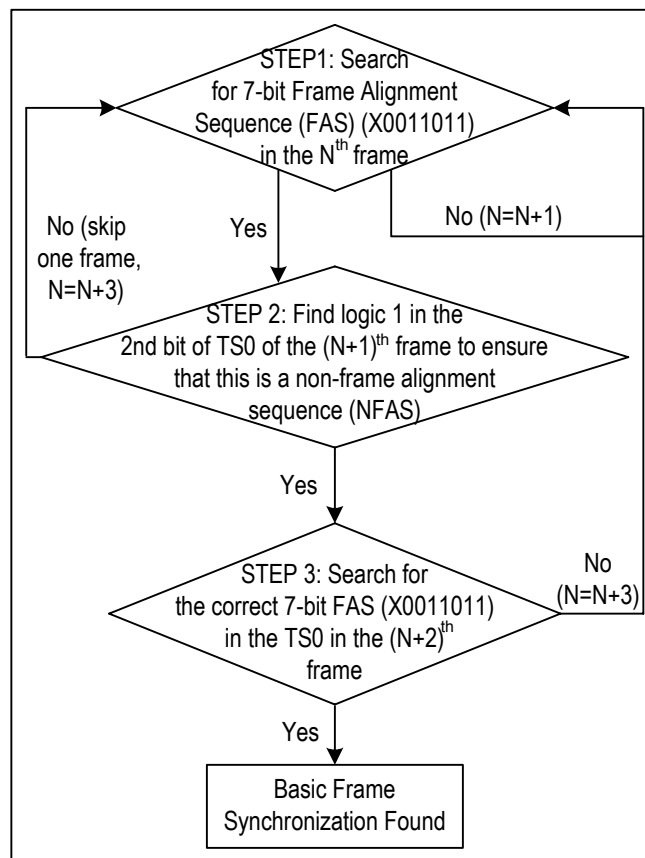 STEP1: Search
for 7-bit Frame Alignment
Sequence (FAS) (X0011011)
in the Nth frame
No (N=N+1)
No (skip
one frame,
N=N+3)
Yes
STEP 2: Find logic 1 in the
2nd bit of TS0 of the (N+1)th frame to ensure
that this is a non-frame alignment
sequence (NFAS)
Yes
STEP 3: Search for
the correct 7-bit FAS (X0011011)
in the TS0 in the (N+2)th
frame
No
(N=N+3)
Yes
Basic Frame
Synchronization Found